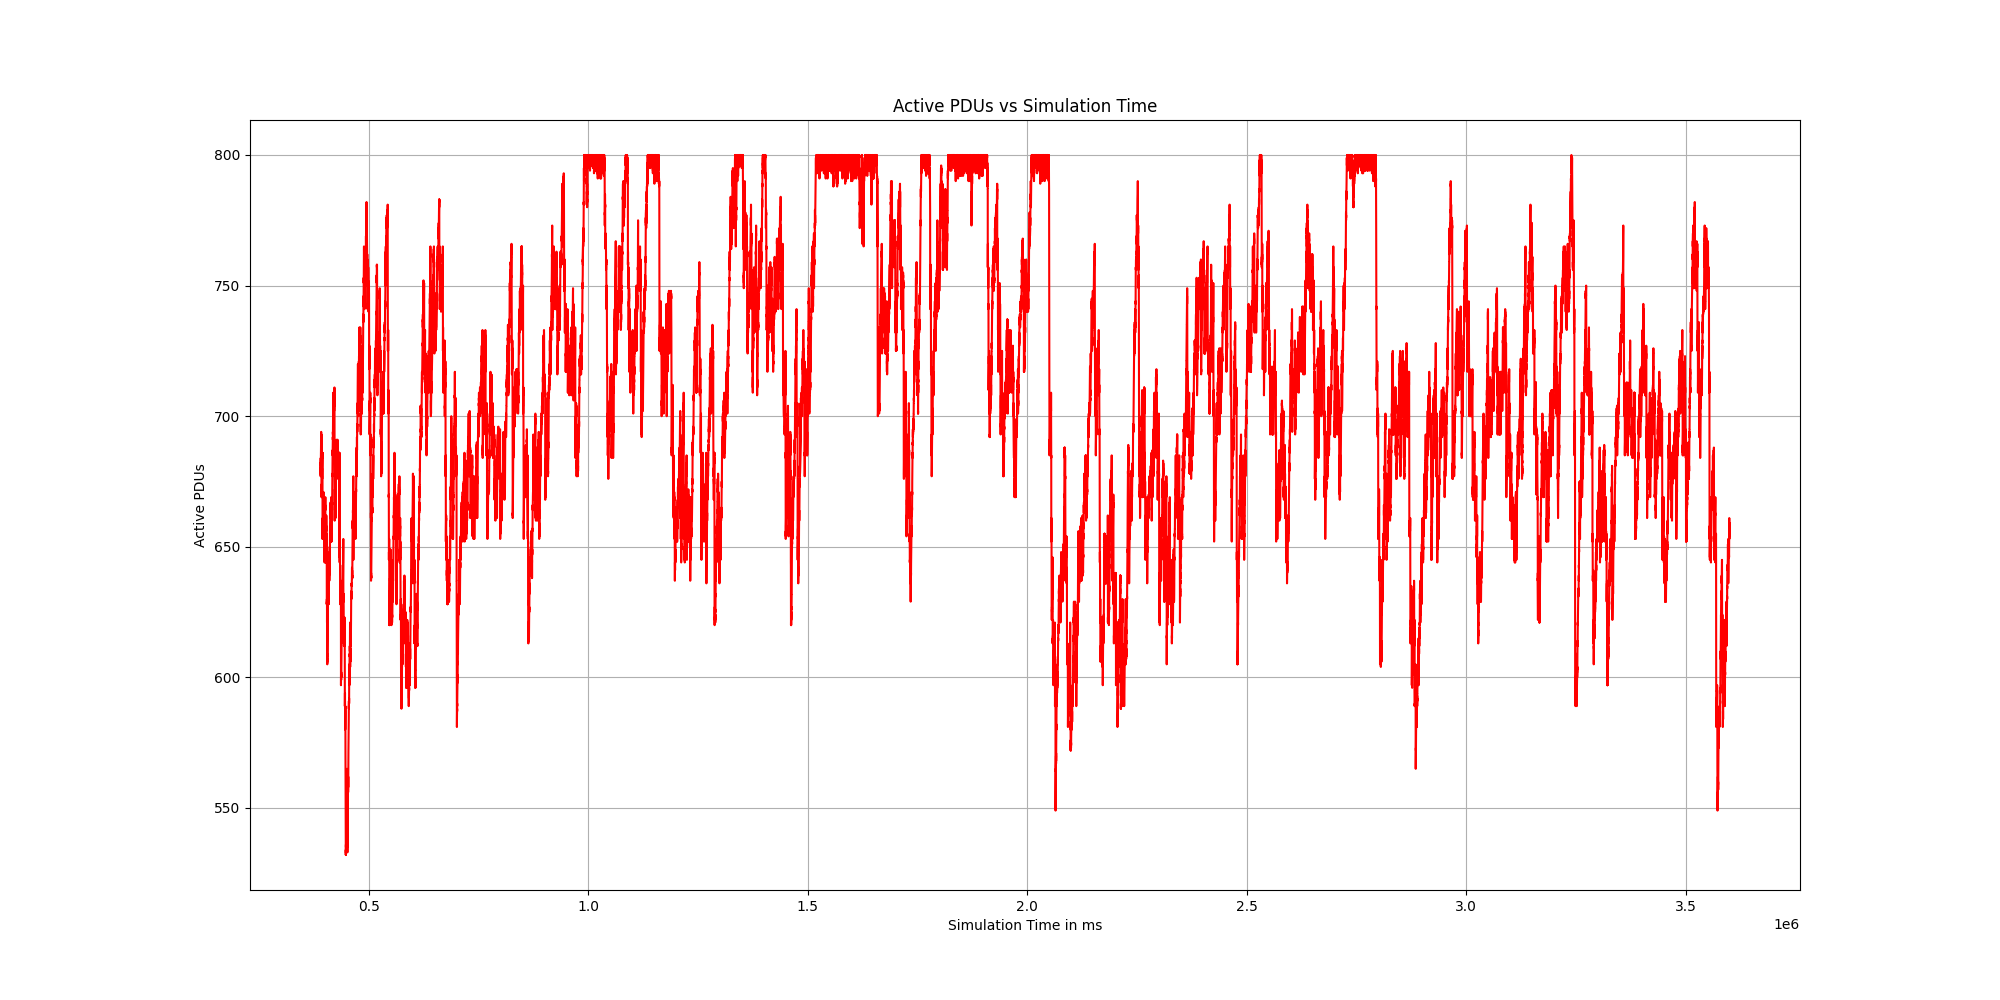 Active PDUs vs Simulation Time
Active PDUs
800
750
700
650
600
550
0.5 1.0 1.5 2.0 2.5 3.0 3.5
1e6
Simulation Time in ms